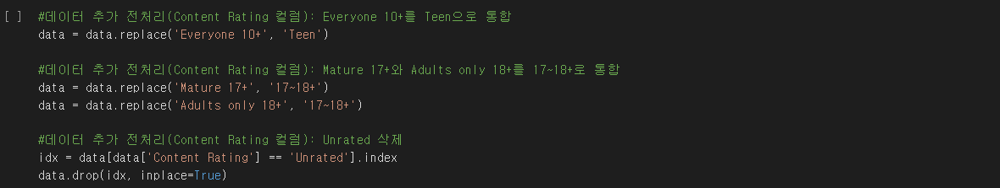 [ ] #데이터 추가 전처리(Content Rating 컬럼): Everyone 10+를 Teen으로 통합
data = data.replace('Everyone 10+', 'Teen')
#데이터 추가 전처리(Content Rating 컬럼): Mature 17+와 Adults only 18+를 17~18+로 통합
data = data.replace('Mature 17+', '17~18+')
data = data.replace('Adults only 18+', '17~18+')
#데이터 추가 전처리(Content Rating 컬럼): Unrated 삭제
idx = data[data['Content Rating'] == 'Unrated'].index
data.drop(idx, inplace=True)